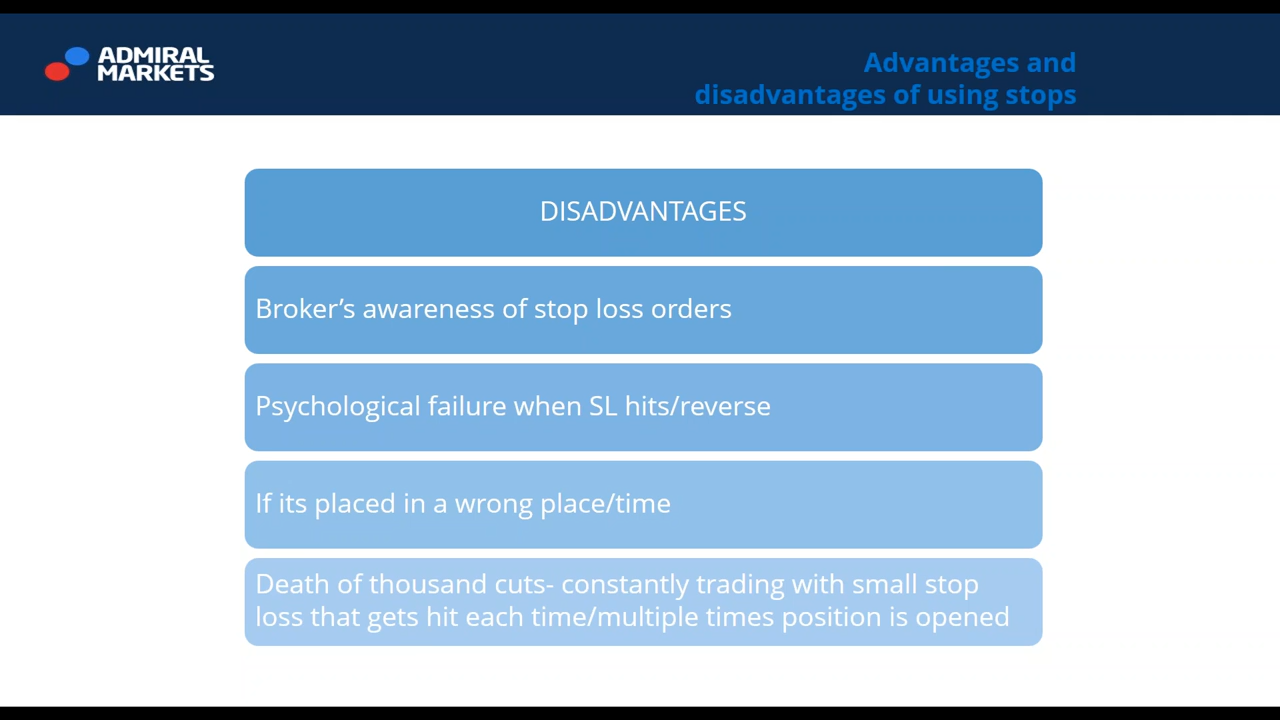 ADMIRAL
MARKETS
Advantages and
disadvantages of using stops
DISADVANTAGES
Broker’s awareness of stop loss orders
Psychological failure when SL hits/reverse
If its placed in a wrong place/time
Death of thousand cuts- constantly trading with small stop
loss that gets hit each time/multiple times position is opened